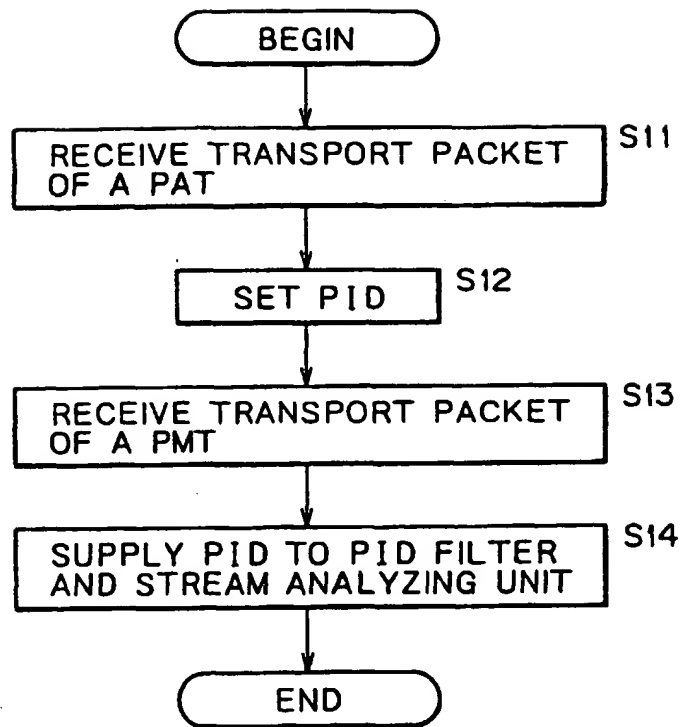 BEGIN
RECEIVE TRANSPORT PACKET
OF A PAT
S11
SET PID
S12
RECEIVE TRANSPORT PACKET
OF A PMT
S13
SUPPLY PID TO PID FILTER
AND STREAM ANALYZING UNIT
S14
END